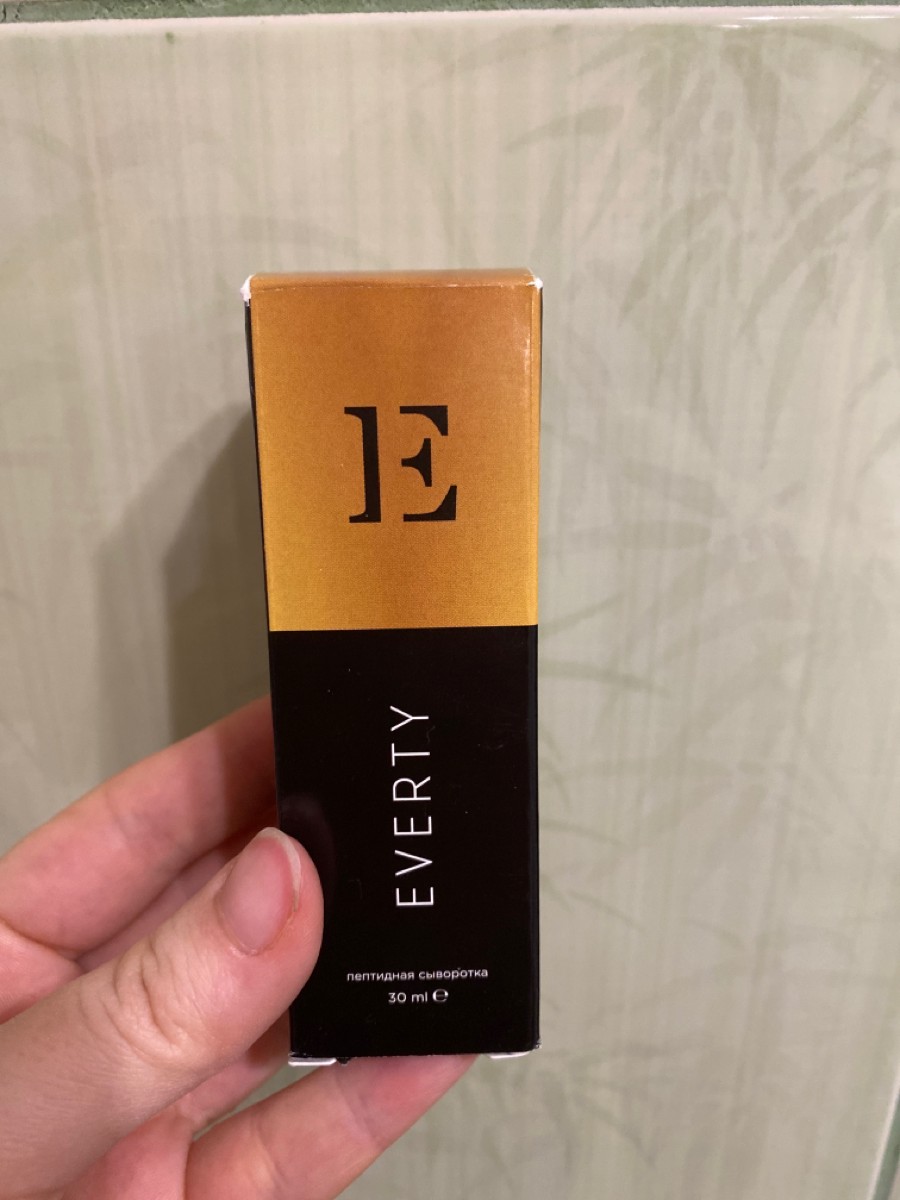 E
EVERTY
пептидная сыворотка
30 ml ℮